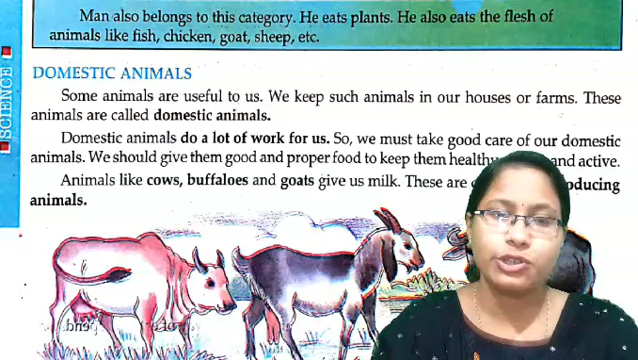 Man also belongs to this category. He eats plants. He also eats the flesh of
animals like fish, chicken, goat, sheep, etc.
SCIENCE
DOMESTIC ANIMALS
Some animals are useful to us. We keep such animals in our houses or farms. These
animals are called domestic animals.
Domestic animals do a lot of work for us. So, we must take good care of our domestic
animals. We should give them good and proper food to keep them healthy and active.
Animals like cows, buffaloes and goats give us milk. These are
animals.